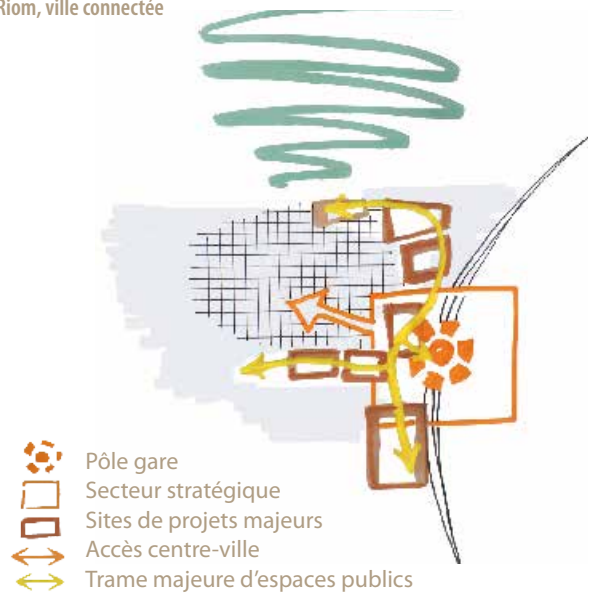 Riom, ville connectée
Pôle gare
Secteur stratégique
Sites de projets majeurs
Accès centre-ville
Trame majeure d'espaces publics